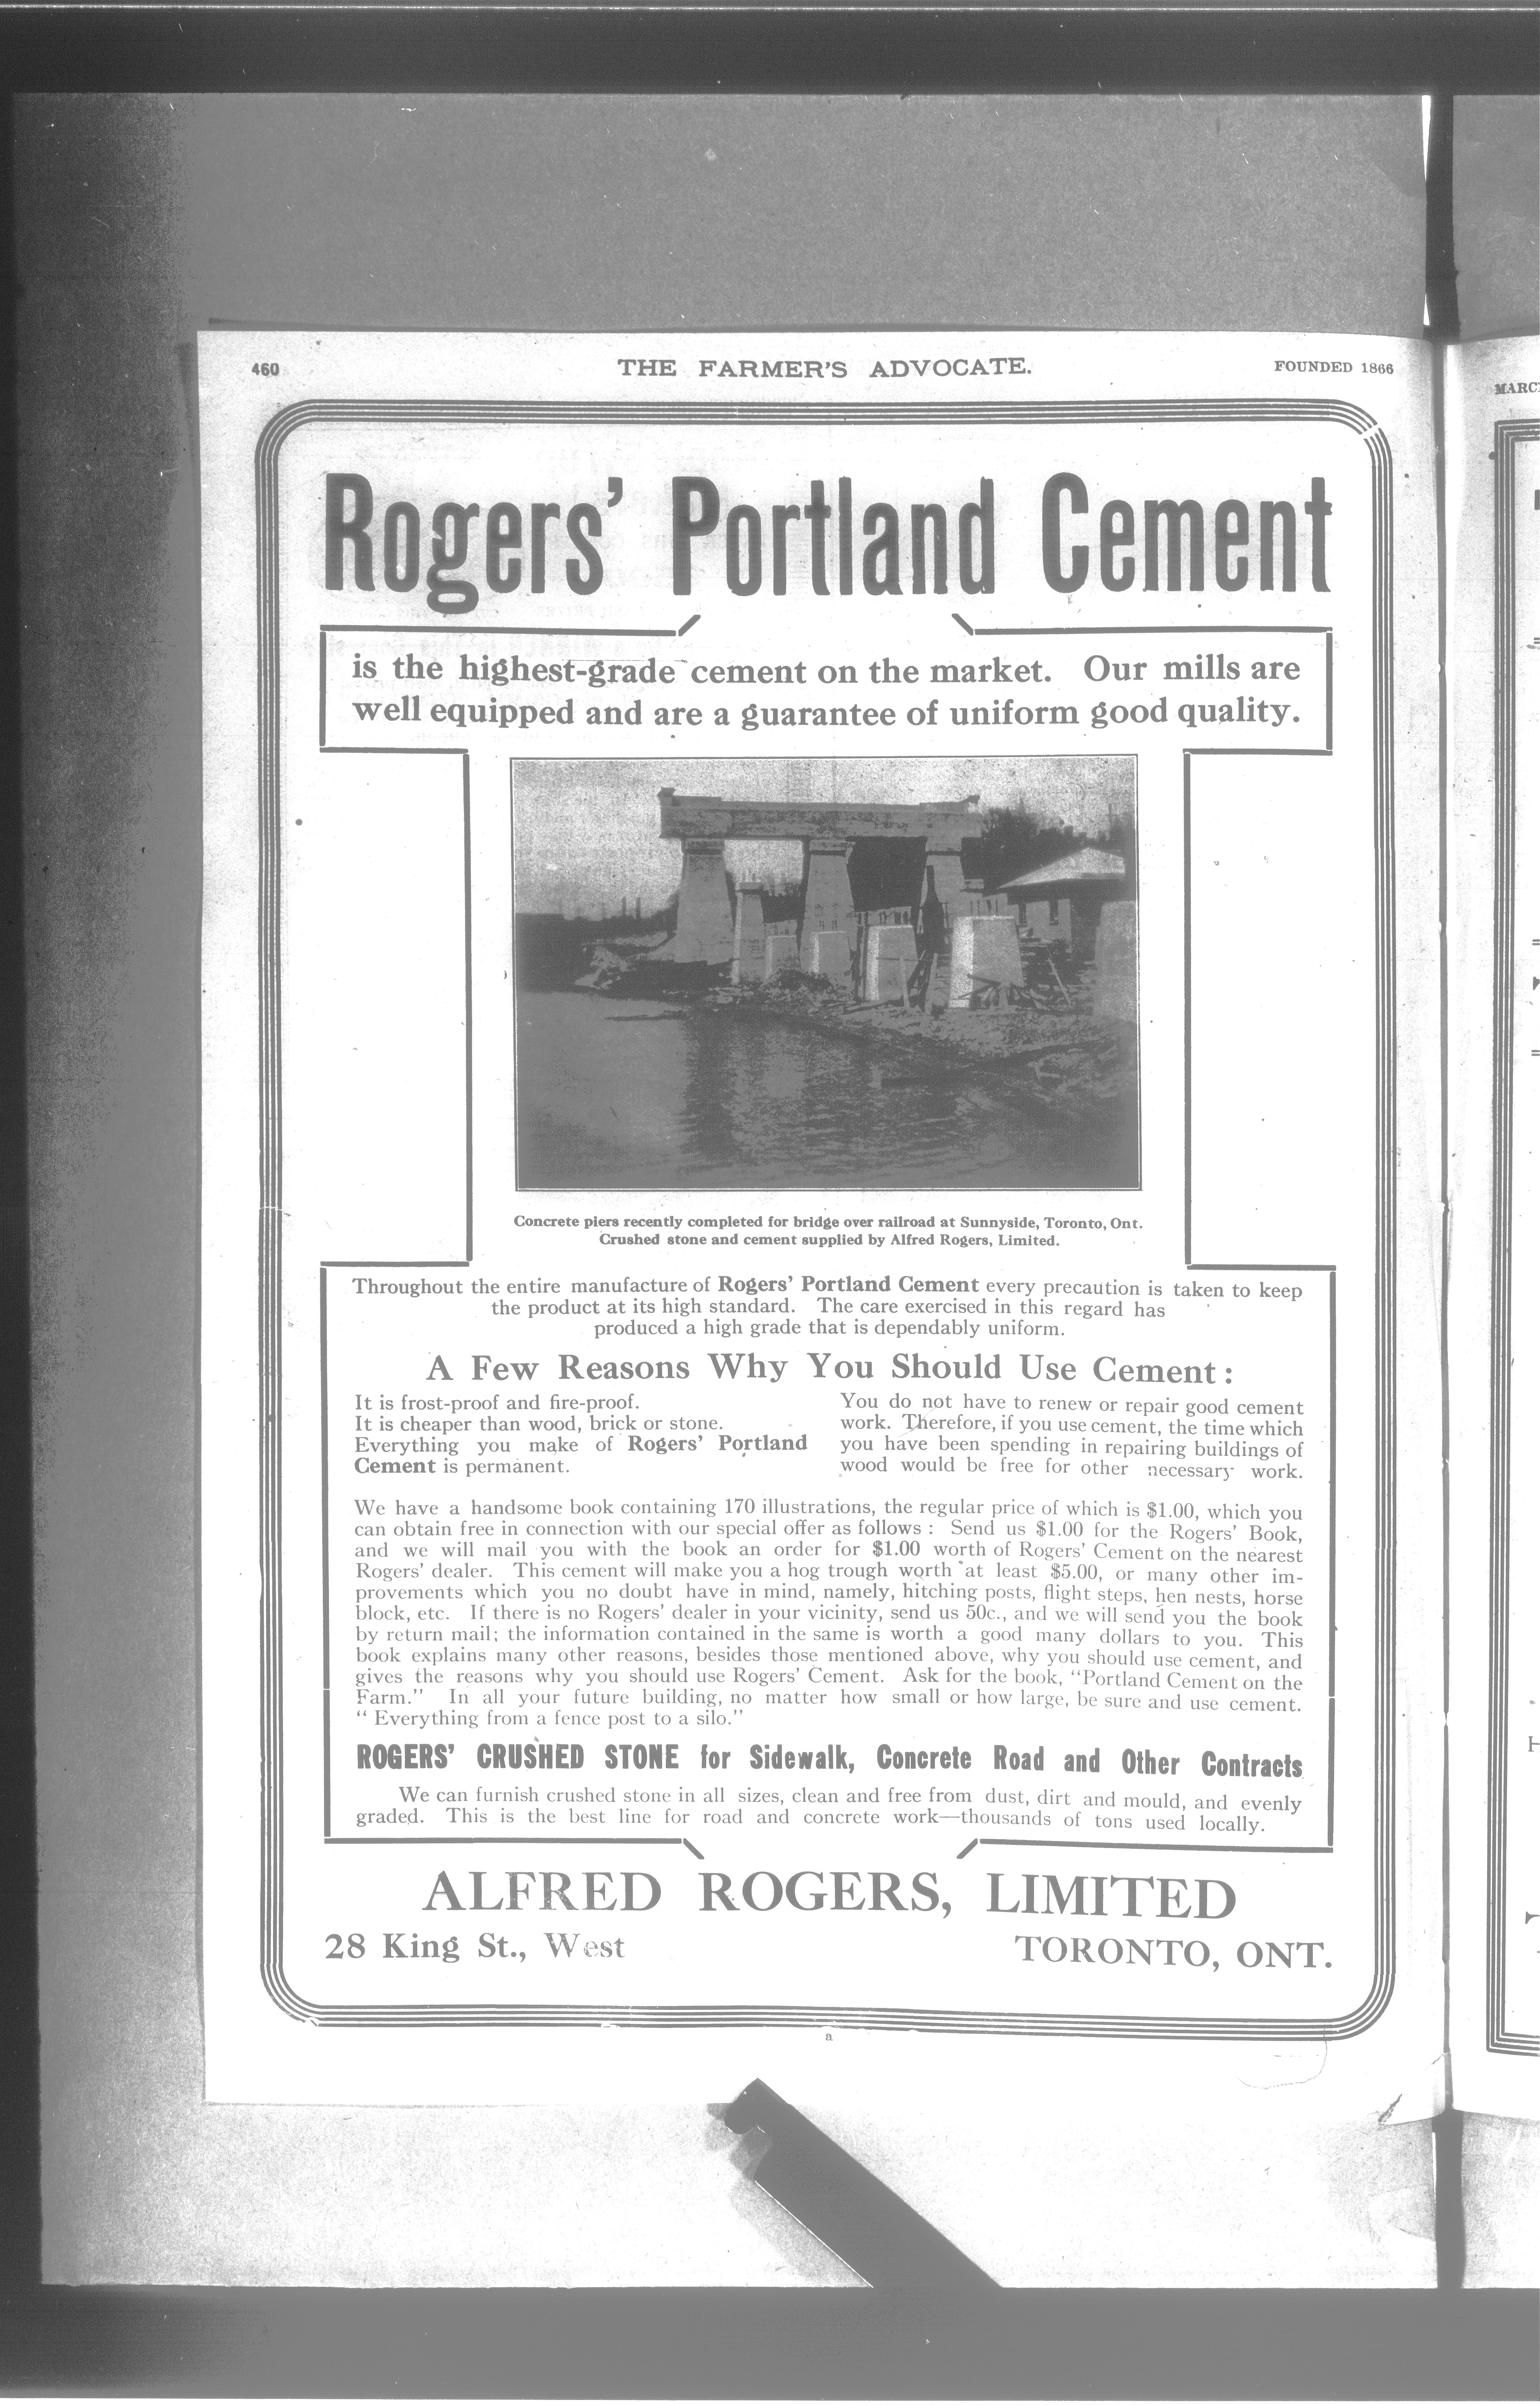 460
THE FARMER'S ADVOCATE.
FOUNDED 1866
Rogers' Portland Cement
is the highest-grade cement on the market. Our mills are
well equipped and are a guarantee of uniform good quality.
Concrete piers recently completed for bridge over railroad at Sunnyside, Toronto, Ont.
Crushed stone and cement supplied by Alfred Rogers, Limited.
Throughout the entire manufacture of Rogers' Portland Cement every precaution is taken to keep
the product at its high standard. The care exercised in this regard has
produced a high grade that is dependably uniform.
A Few Reasons Why You Should Use Cement:
It is frost-proof and fire-proof.
It is cheaper than wood, brick or stone.
Everything you make of Rogers' Portland
Cement is permanent.
You do not have to renew or repair good cement
work. Therefore, if you use cement, the time which
you have been spending in repairing buildings of
wood would be free for other necessary work.
We have a handsome book containing 170 illustrations, the regular price of which is $1.00, which you
can obtain free in connection with our special offer as follows : Send us $1.00 for the Rogers' Book,
and we will mail you with the book an order for $1.00 worth of Rogers' Cement on the nearest
Rogers' dealer. This cement will make you a hog trough worth at least $5.00, or many other im-
provements which you no doubt have in mind, namely, hitching posts, flight steps, hen nests, horse
block, etc. If there is no Rogers' dealer in your vicinity, send us 50c., and we will send you the book
by return mail; the information contained in the same is worth a good many dollars to you. This
book explains many other reasons, besides those mentioned above, why you should use cement, and
gives the reasons why you should use Rogers' Cement. Ask for the book, "Portland Cement on the
Farm." In all your future building, no matter how small or how large, be sure and use cement.
" Everything from a fence post to a silo."
ROGERS' CRUSHED STONE for Sidewalk, Concrete Road and Other Contracts
We can furnish crushed stone in all sizes, clean and free from dust, dirt and mould, and evenly
graded. This is the best line for road and concrete work—thousands of tons used locally.
ALFRED ROGERS, LIMITED
28 King St., West
TORONTO, ONT.
a